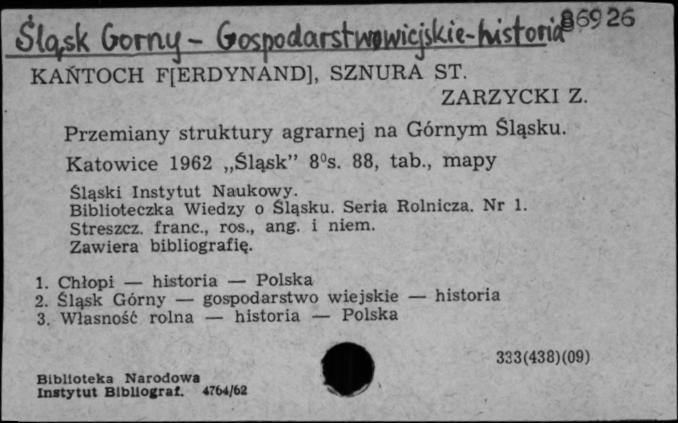 Śląsk Gorny - Gospodarstwowiejskie-historia 86926
KAŃTOCH F[ERDYNAND], SZNURA ST.
ZARZYCKI Z.
Przemiany struktury agrarnej na Górnym Śląsku.
Katowice 1962 „Śląsk” 8⁰s. 88, tab., mapy
Śląski Instytut Naukowy.
Biblioteczka Wiedzy o Śląsku. Seria Rolnicza. Nr 1.
Streszcz. franc., ros., ang. i niem.
Zawiera bibliografię.
1. Chłopi — historia — Polska
2. Śląsk Górny — gospodarstwo wiejskie — historia
3. Własność rolna — historia — Polska
333(438)(09)
Biblioteka Narodowa
Instytut Bibliograf. 4764/62